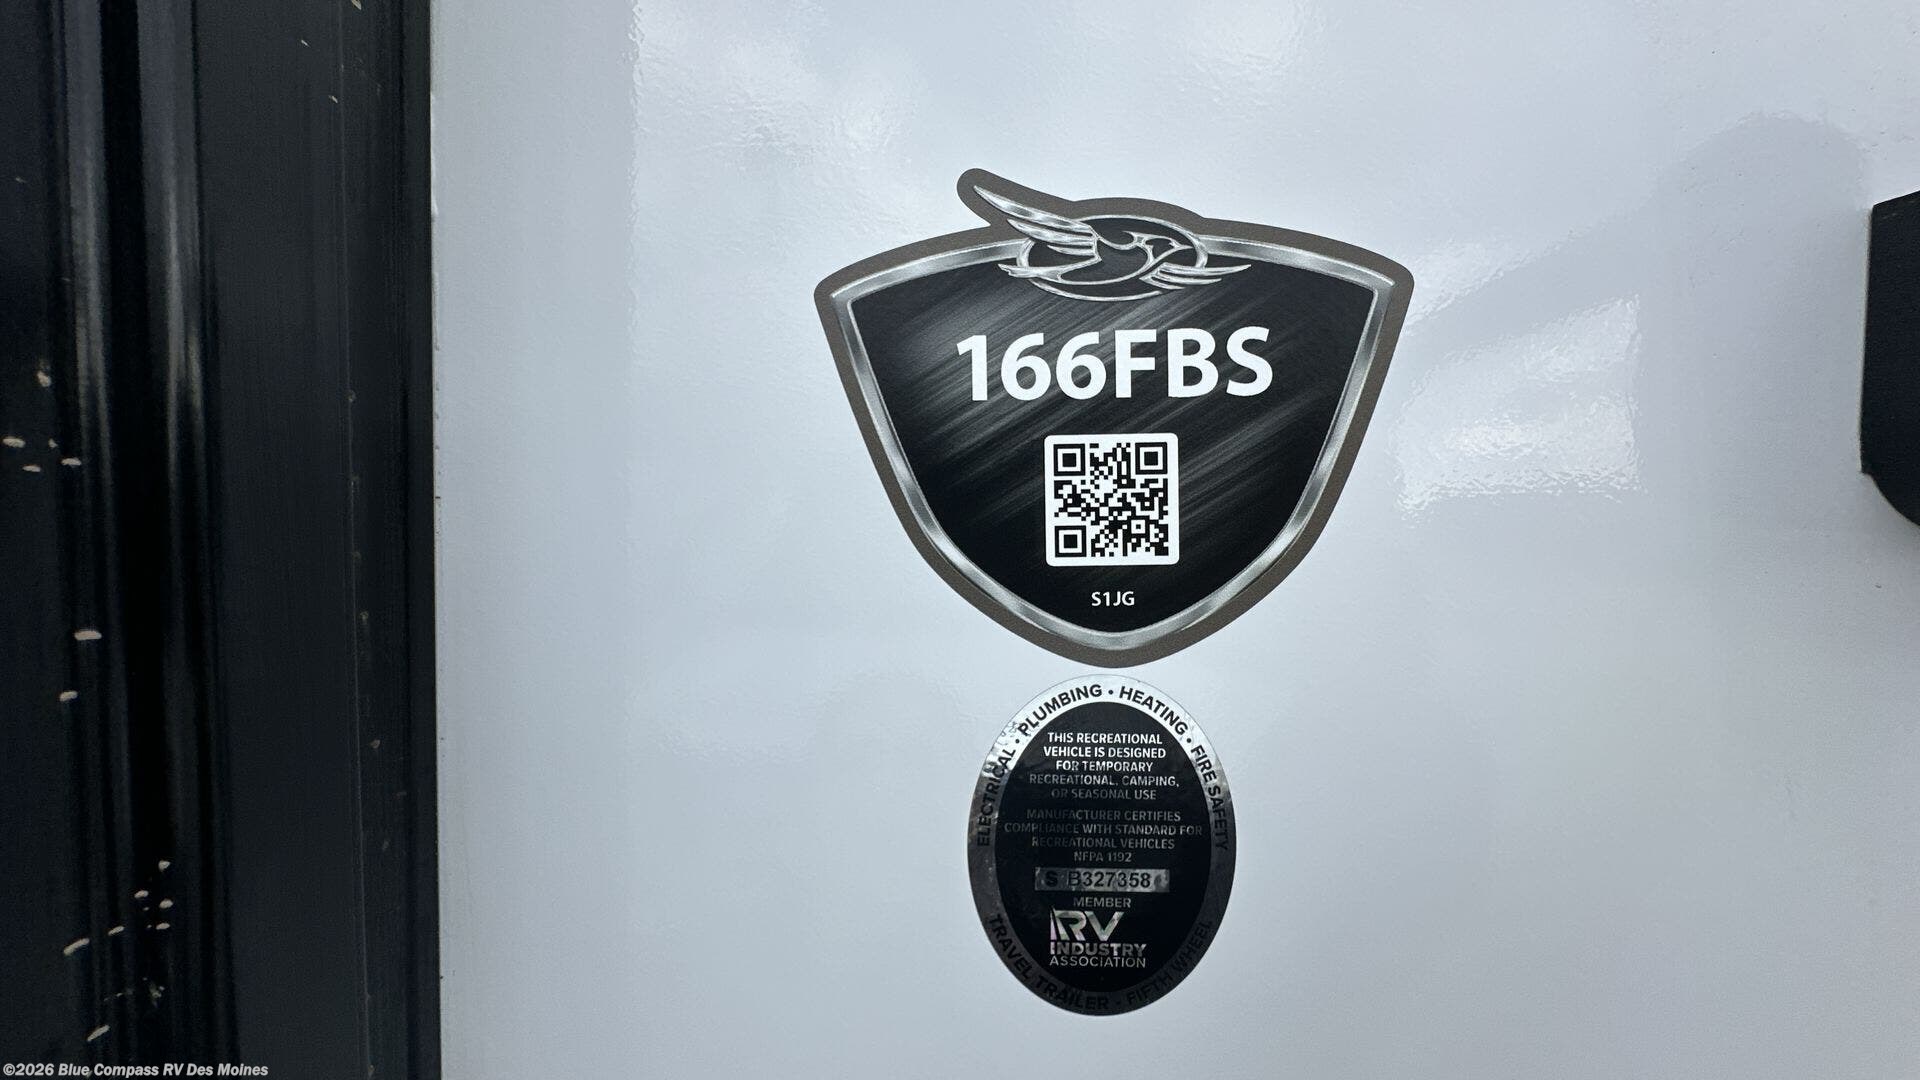 166FBS
S1JG
ELECTRICAL • PLUMBING • HEATING • FIRE SAFETY
THIS RECREATIONAL
VEHICLE IS DESIGNED
FOR TEMPORARY
RECREATIONAL, CAMPING,
OR SEASONAL USE
MANUFACTURER CERTIFIES
COMPLIANCE WITH STANDARD FOR
RECREATIONAL VEHICLES
NFPA 1192
S B327358
MEMBER
RV
INDUSTRY
ASSOCIATION
TRAVEL TRAILER • FIFTH WHEEL
©2026 Blue Compass RV Des Moines